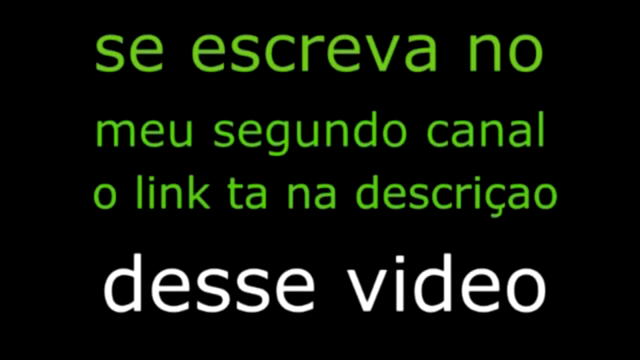 se escreva no
meu segundo canal
o link ta na descriçao
desse video